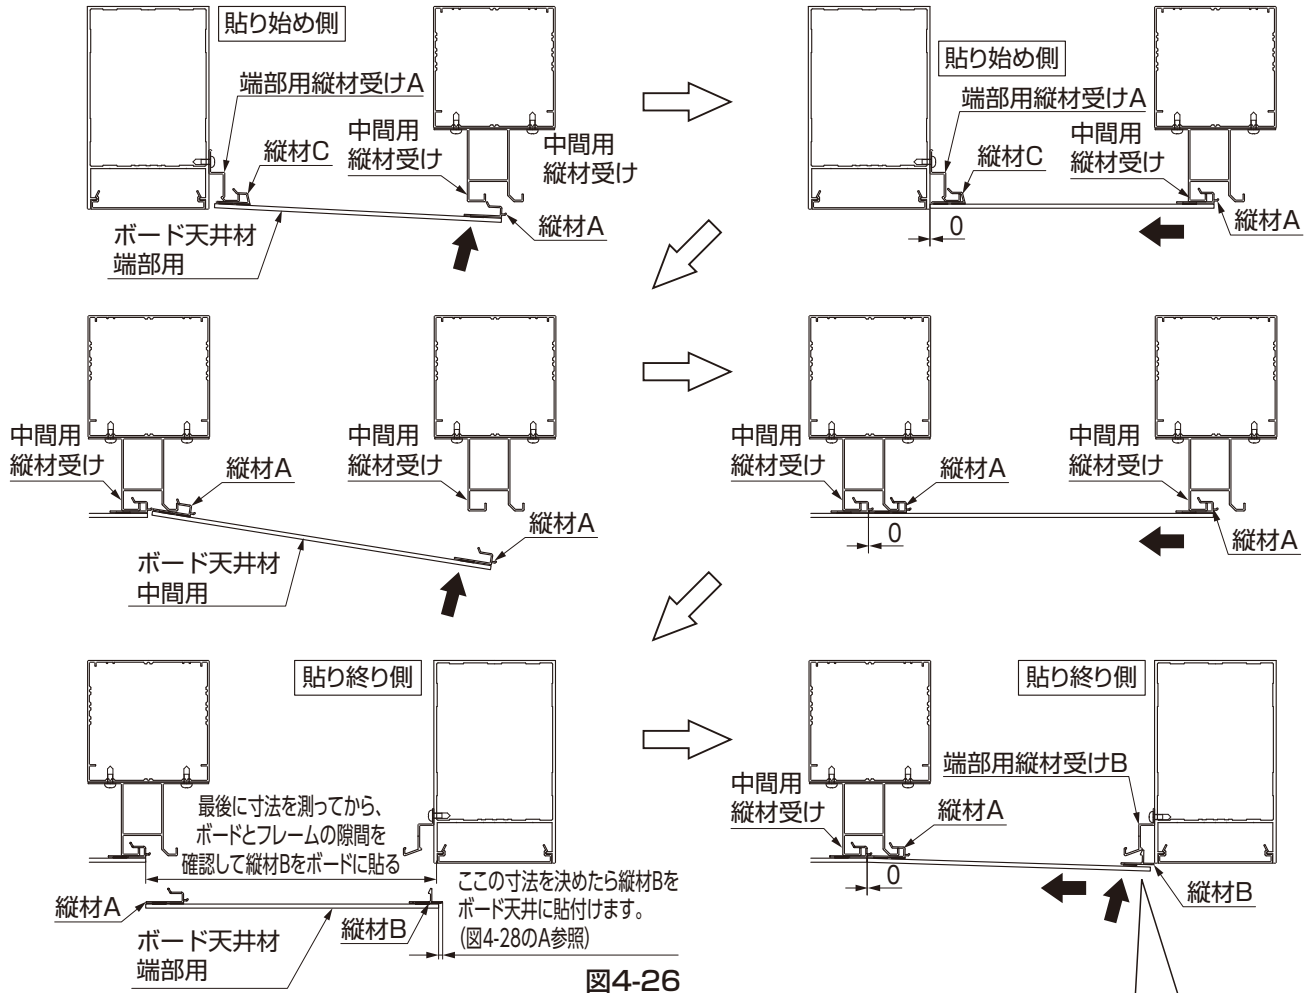 貼り始め側
端部用縦材受けA
中間用
縦材受け
中間用
縦材受け
縦材C
縦材A
ボード天井材
端部用
貼り始め側
端部用縦材受けA
中間用
縦材受け
縦材C
縦材A
0
中間用
縦材受け
縦材A
中間用
縦材受け
縦材A
ボード天井材
中間用
中間用
縦材受け
縦材A
中間用
縦材受け
0
縦材A
貼り終り側
最後に寸法を測ってから、
ボードとフレームの隙間を
確認して縦材Bをボードに貼る
縦材A
ボード天井材
端部用
縦材B
ここの寸法を決めたら縦材Bを
ボード天井に貼付けます。
(図4-28のA参照)
貼り終り側
端部用縦材受けB
中間用
縦材受け
縦材A
0
縦材B
図4-26